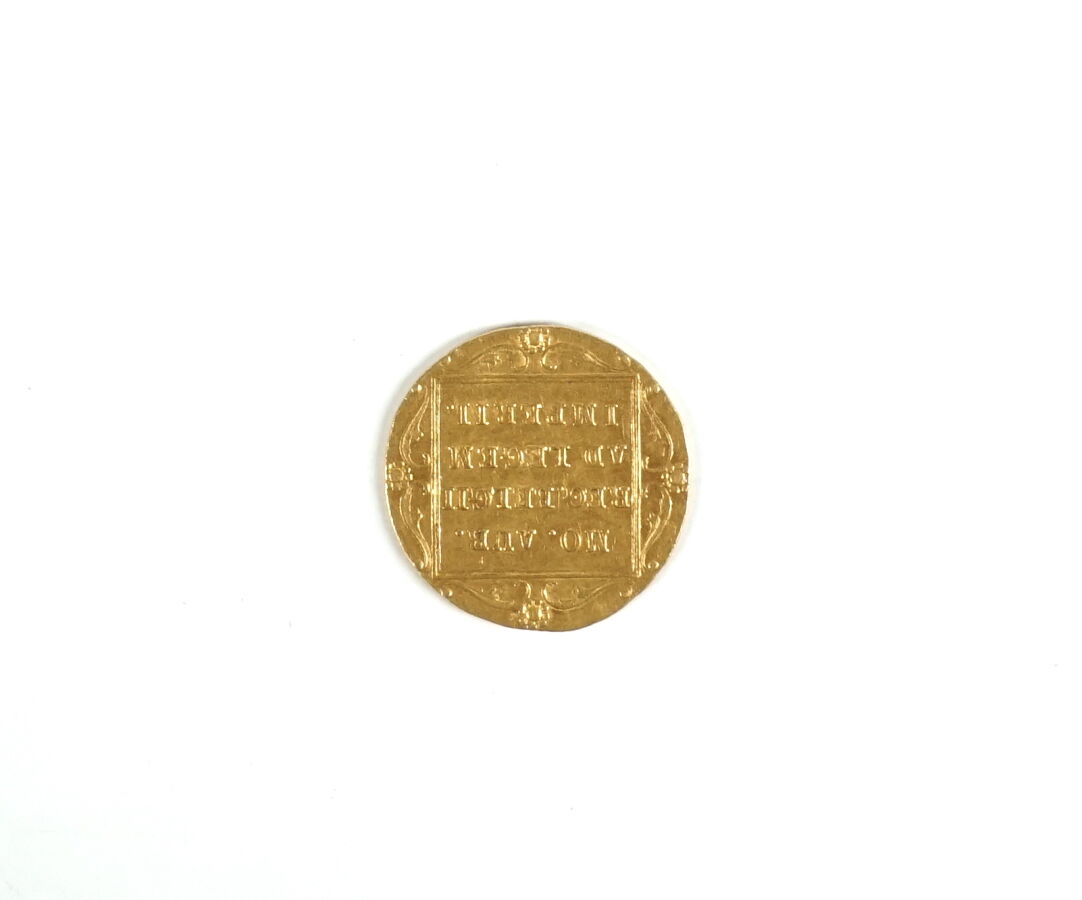 MO. AUR.
REG.BELGII
AD LEGEM
IMPERII.